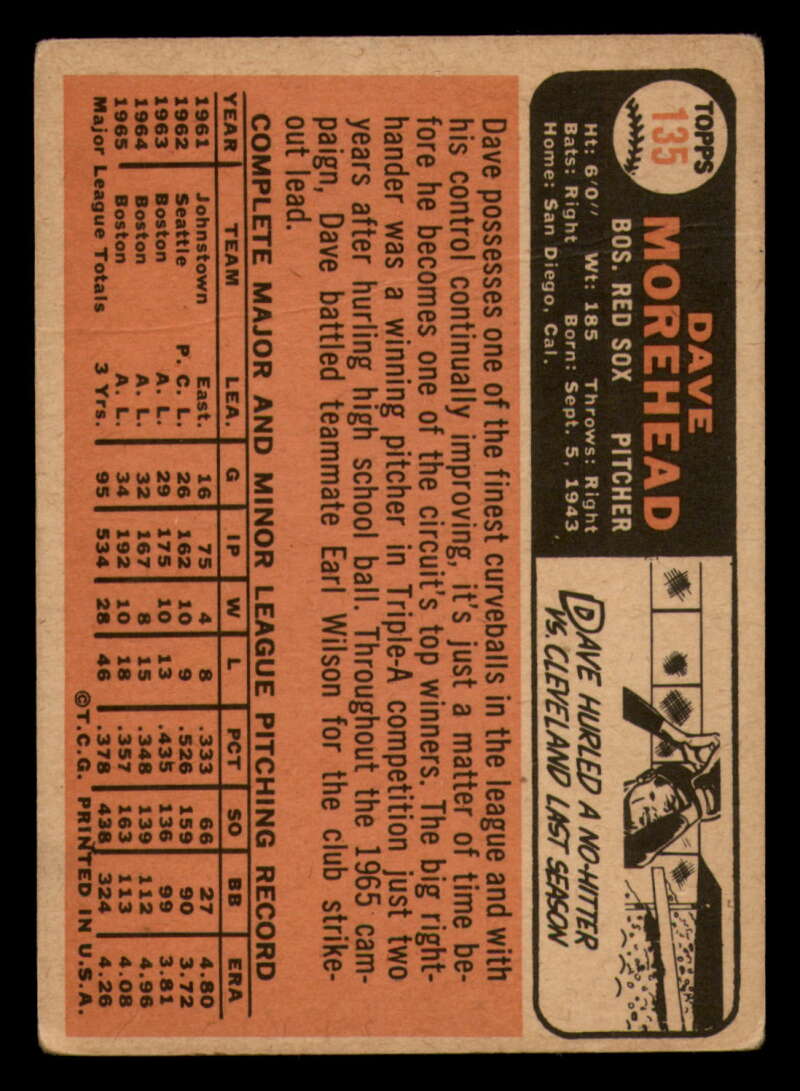 TOPPS
135
DAVE
MOREHEAD
BOS. RED SOX PITCHER
Ht: 6'0" Wt: 185 Throws: Right
Bats: Right Born: Sept. 5, 1943
Home: San Diego, Cal.
DAVE HURLED A NO-HITTER
VS. CLEVELAND LAST SEASON
Dave possesses one of the finest curveballs in the league and with
his control continually improving, it's just a matter of time be-
fore he becomes one of the circuit's top winners. The big right-
hander was a winning pitcher in Triple-A competition just two
years after hurling high school ball. Throughout the 1965 cam-
paign, Dave battled teammate Earl Wilson for the club strike-
out lead.
COMPLETE MAJOR AND MINOR LEAGUE PITCHING RECORD
YEAR TEAM LEA. G IP W L PCT SO BB ERA
1961 Johnstown East. 16 75 4 8 .333 66 27 4.80
1962 Seattle P. C. L. 26 162 10 9 .526 159 90 3.72
1963 Boston A. L. 29 175 10 13 .435 136 99 3.81
1964 Boston A. L. 32 167 8 15 .348 139 112 4.96
1965 Boston A. L. 34 192 10 18 .357 163 113 4.08
Major League Totals 3 Yrs. 95 534 28 46 .378 438 324 4.26
©T.C.G. PRINTED IN U.S.A.